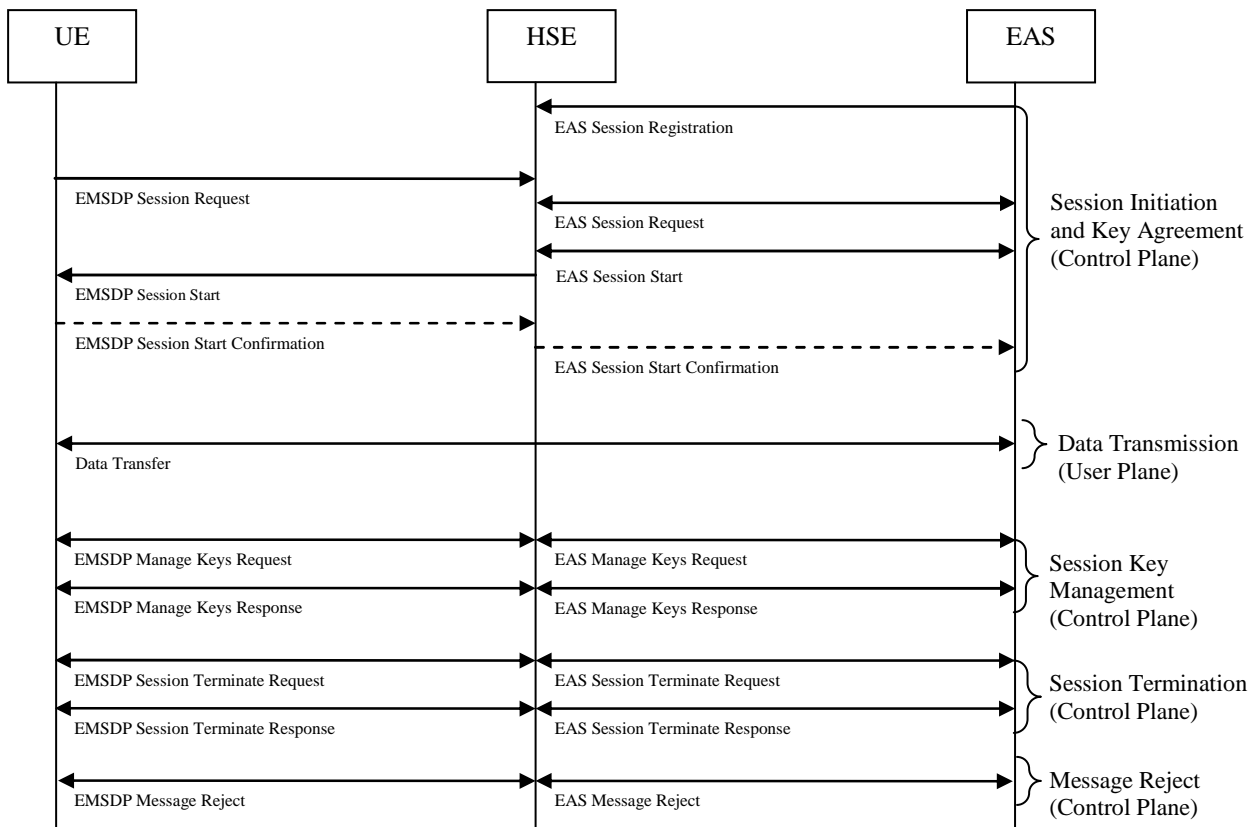 UE
HSE
EAS
EAS Session Registration
EMSDP Session Request
EAS Session Request
Session Initiation
and Key Agreement
(Control Plane)
EAS Session Start
EMSDP Session Start
EMSDP Session Start Confirmation
EAS Session Start Confirmation
Data Transfer
Data Transmission
(User Plane)
EMSDP Manage Keys Request
EAS Manage Keys Request
EMSDP Manage Keys Response
EAS Manage Keys Response
Session Key
Management
(Control Plane)
EMSDP Session Terminate Request
EAS Session Terminate Request
EMSDP Session Terminate Response
EAS Session Terminate Response
Session Termination
(Control Plane)
EMSDP Message Reject
EAS Message Reject
Message Reject
(Control Plane)